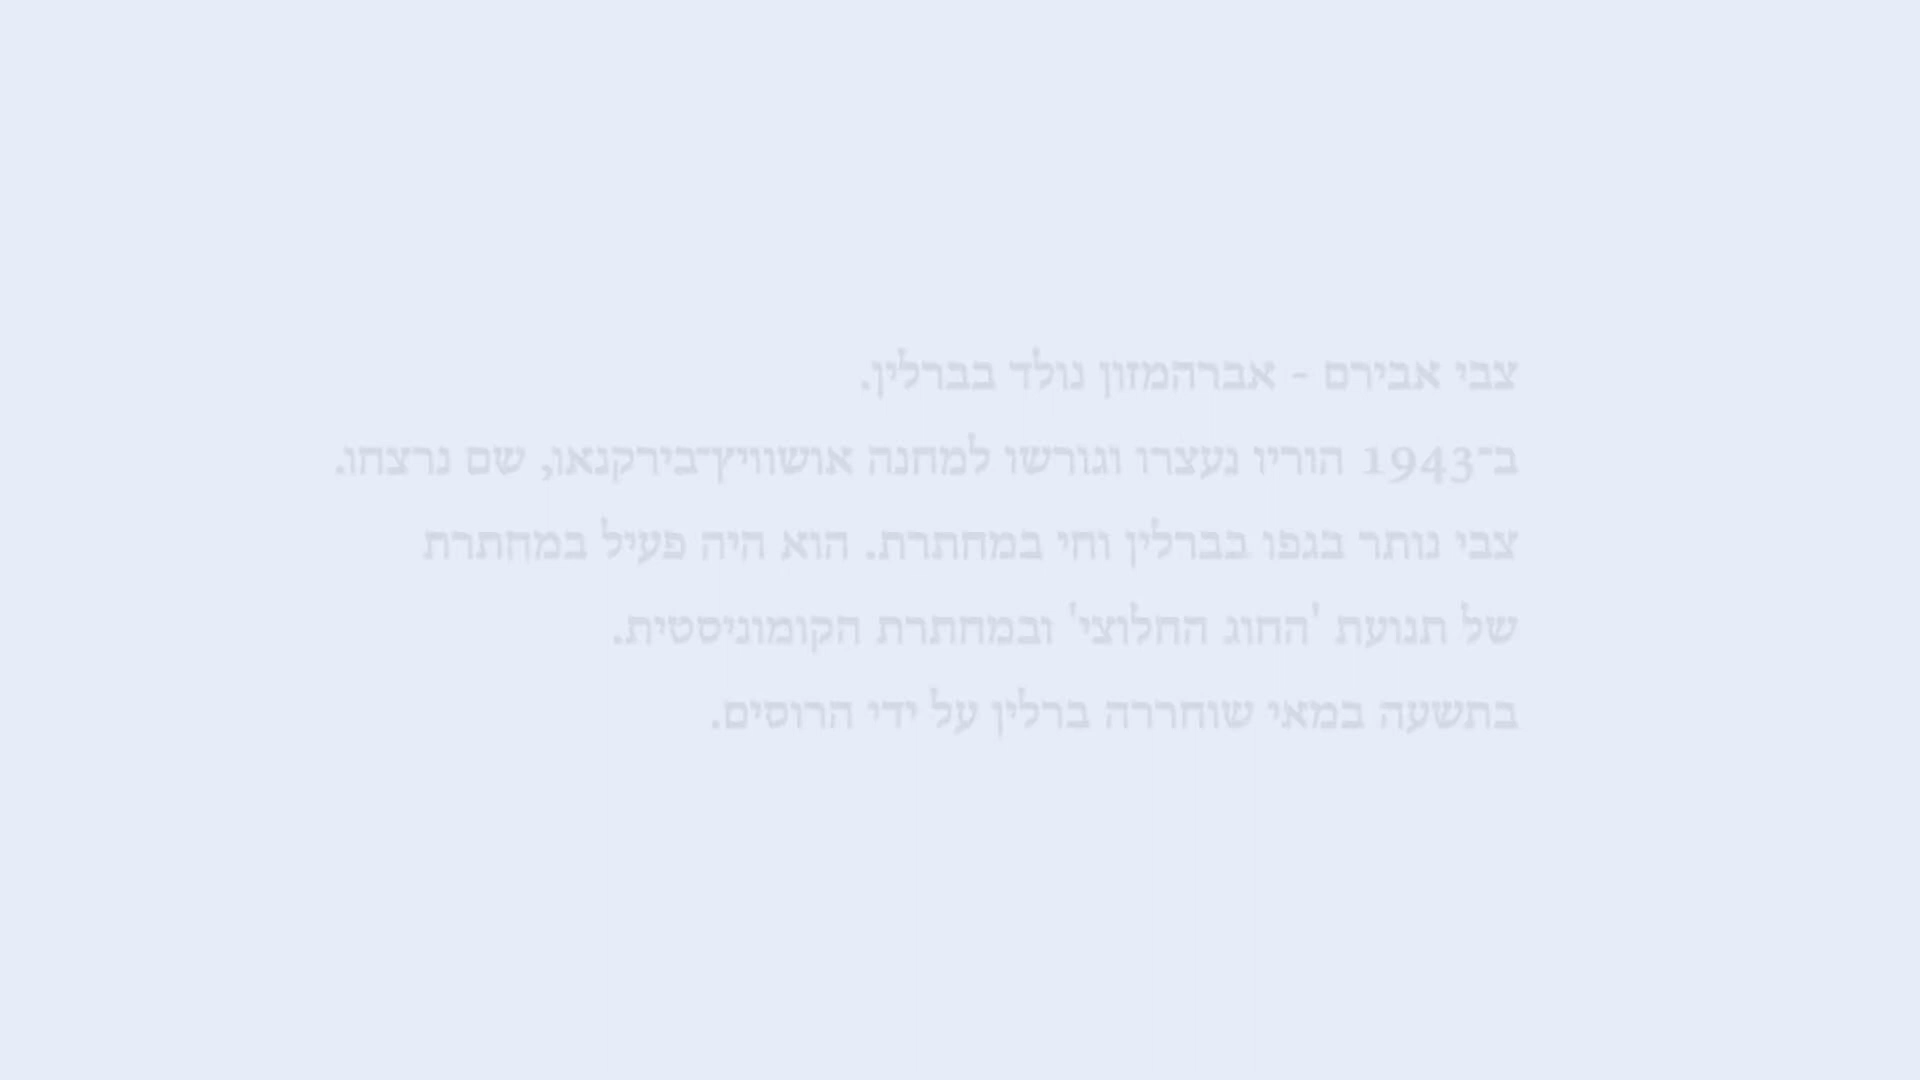 צבי אבירם - אברהמזון נולד בברלין.
ב־1943 הוריו נעצרו וגורשו למחנה אושוויץ־בירקנאו, שם נרצחו.
צבי נותר בגפו בברלין וחי במחתרת. הוא היה פעיל במחתרת
של תנועת 'החוג החלוצי' ובמחתרת הקומוניסטית.
בתשעה במאי שוחררה ברלין על ידי הרוסים.